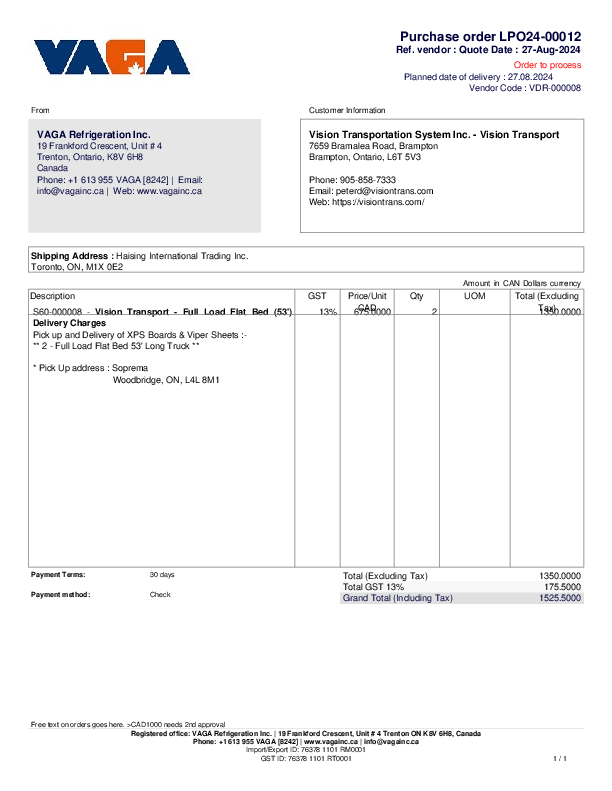 VAGA
Purchase order LPO24-00012
Ref. vendor : Quote Date : 27-Aug-2024
Order to process
Planned date of delivery : 27.08.2024
Vendor Code : VDR-000008
From
Customer Information
VAGA Refrigeration Inc.
19 Frankford Crescent, Unit # 4
Trenton, Ontario, K8V 6H8
Canada
Phone: +1 613 955 VAGA [8242] | Email:
info@vagainc.ca | Web: www.vagainc.ca
Vision Transportation System Inc. - Vision Transport
7659 Bramalea Road, Brampton
Brampton, Ontario, L6T 5V3
Phone: 905-858-7333
Email: peterd@visiontrans.com
Web: https://visiontrans.com/
Shipping Address : Haising International Trading Inc.
Toronto, ON, M1X 0E2
Amount in CAN Dollars currency
Description GST Price/Unit CAD Qty UOM Total (Excluding Tax)
S60-000008 - Vision Transport - Full Load Flat Bed (53') 13% 675.0000 2 1350.0000
Delivery Charges
Pick up and Delivery of XPS Boards & Viper Sheets :-
** 2 - Full Load Flat Bed 53' Long Truck **
* Pick Up address : Soprema
Woodbridge, ON, L4L 8M1
Payment Terms: 30 days
Payment method: Check
Total (Excluding Tax) 1350.0000
Total GST 13% 175.5000
Grand Total (Including Tax) 1525.5000
Free text on orders goes here. >CAD1000 needs 2nd approval
Registered office: VAGA Refrigeration Inc. | 19 Frankford Crescent, Unit # 4 Trenton ON K8V 6H8, Canada
Phone: +1 613 955 VAGA [8242] | www.vagainc.ca | info@vagainc.ca
Import/Export ID: 76378 1101 RM0001
GST ID: 76378 1101 RT0001
1 / 1